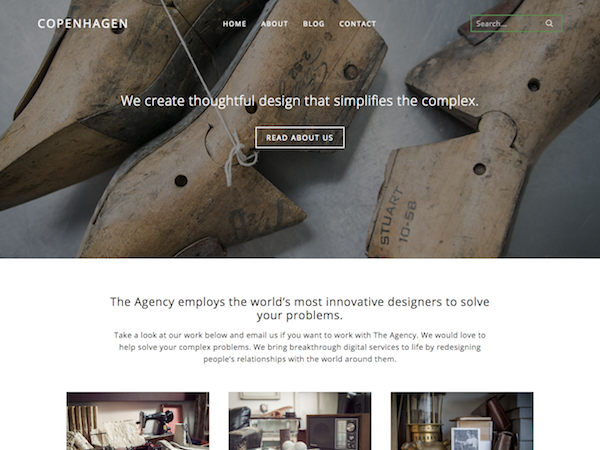 COPENHAGEN
HOME ABOUT BLOG CONTACT
Search...
We create thoughtful design that simplifies the complex.
READ ABOUT US
STUART
10-58
The Agency employs the world's most innovative designers to solve
your problems.
Take a look at our work below and email us if you want to work with The Agency. We would love to
help solve your complex problems. We bring breakthrough digital services to life by redesigning
people's relationships with the world around them.